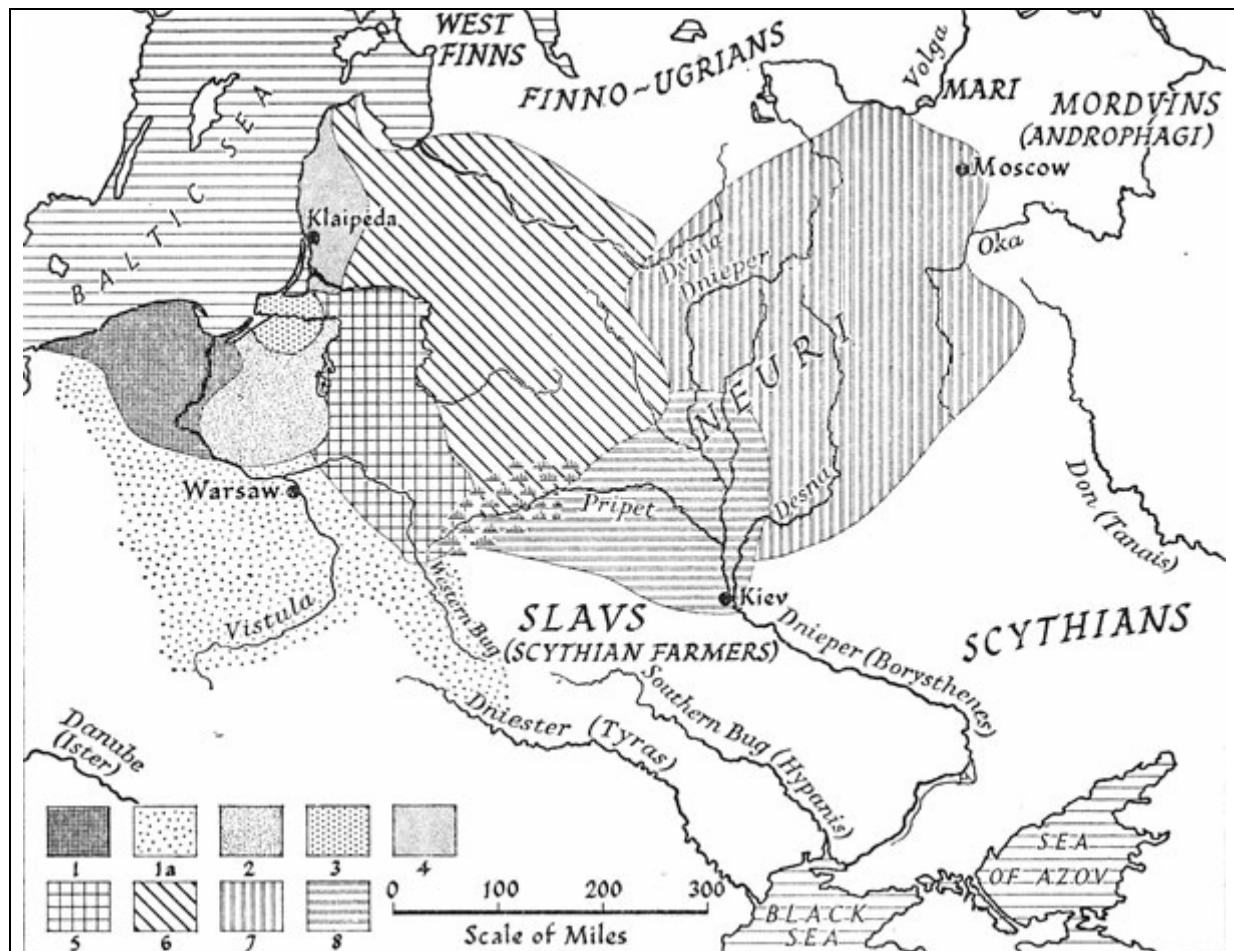 WEST
FINNS
FINNO~UGRIANS
Volga
MARI
MORDVINS
(ANDROPHAGI)
Moscow
BALTIC SEA
Klaipėda
Oka
Dvina
Dnieper
NEURI
Don (Tanais)
Warsaw
Pripet
Desna
Vistula
Western Bug
Kiev
SLAVS
(SCYTHIAN FARMERS)
SCYTHIANS
Dnieper (Borysthenes)
Southern Bug (Hypanis)
Dniester (Tyras)
Danube
(Ister)
1 1a 2 3 4
5 6 7 8
0 100 200 300
Scale of Miles
BLACK
SEA
SEA
OF AZOV